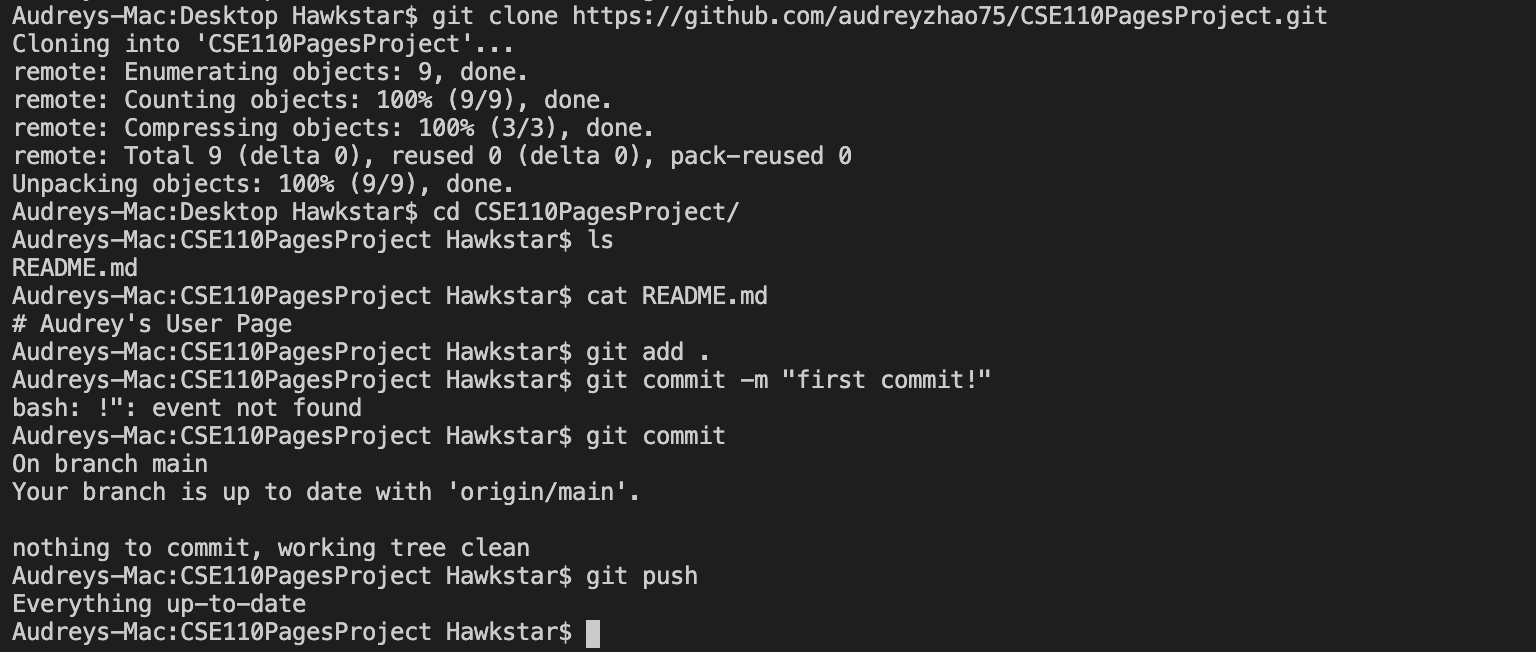 Audreys-Mac:Desktop Hawkstar$ git clone https://github.com/audreyzhao75/CSE110PagesProject.git
Cloning into 'CSE110PagesProject'...
remote: Enumerating objects: 9, done.
remote: Counting objects: 100% (9/9), done.
remote: Compressing objects: 100% (3/3), done.
remote: Total 9 (delta 0), reused 0 (delta 0), pack-reused 0
Unpacking objects: 100% (9/9), done.
Audreys-Mac:Desktop Hawkstar$ cd CSE110PagesProject/
Audreys-Mac:CSE110PagesProject Hawkstar$ ls
README.md
Audreys-Mac:CSE110PagesProject Hawkstar$ cat README.md
# Audrey's User Page
Audreys-Mac:CSE110PagesProject Hawkstar$ git add .
Audreys-Mac:CSE110PagesProject Hawkstar$ git commit -m "first commit!"
bash: !": event not found
Audreys-Mac:CSE110PagesProject Hawkstar$ git commit
On branch main
Your branch is up to date with 'origin/main'.

nothing to commit, working tree clean
Audreys-Mac:CSE110PagesProject Hawkstar$ git push
Everything up-to-date
Audreys-Mac:CSE110PagesProject Hawkstar$